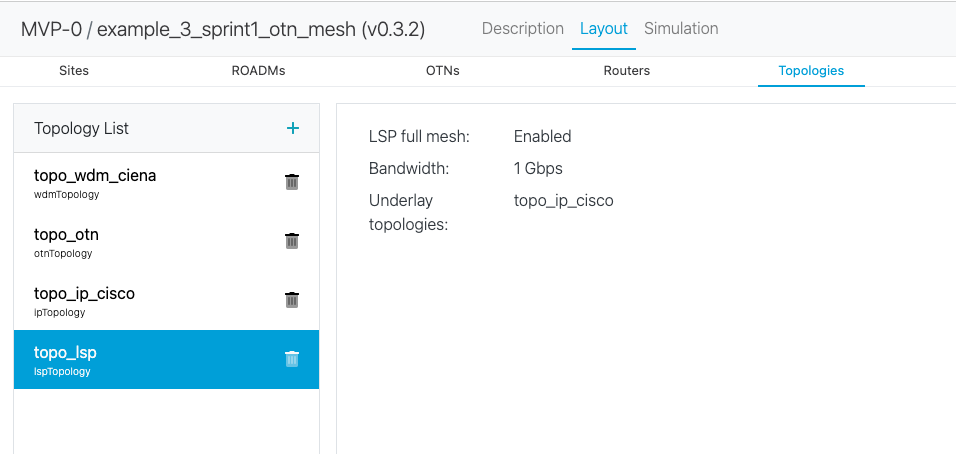 MVP-0 / example_3_sprint1_otn_mesh (v0.3.2) Description Layout Simulation
Sites ROADMs OTNs Routers Topologies
Topology List +
topo_wdm_ciena
wdmTopology
topo_otn
otnTopology
topo_ip_cisco
ipTopology
topo_lsp
lspTopology
LSP full mesh: Enabled
Bandwidth: 1 Gbps
Underlay topo_ip_cisco
topologies: